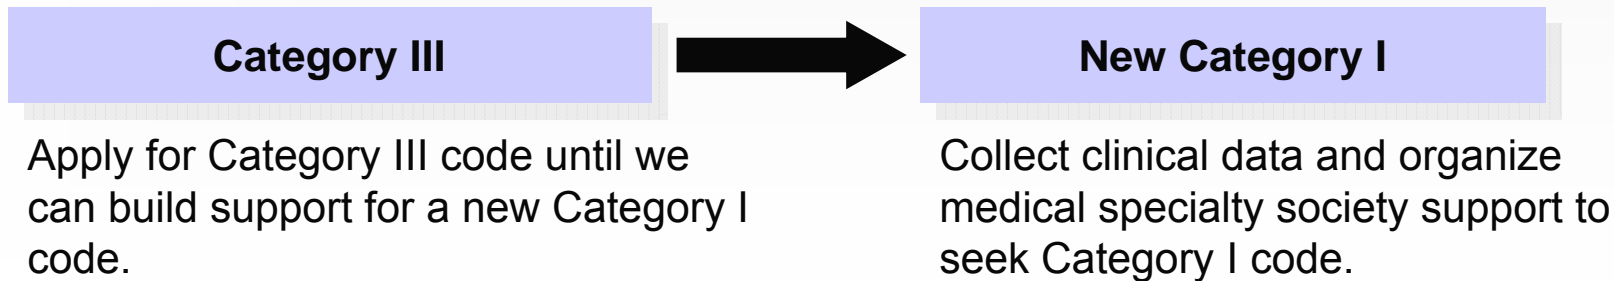 Category III
Apply for Category III code until we
can build support for a new Category I
code.
New Category I
Collect clinical data and organize
medical specialty society support to
seek Category I code.